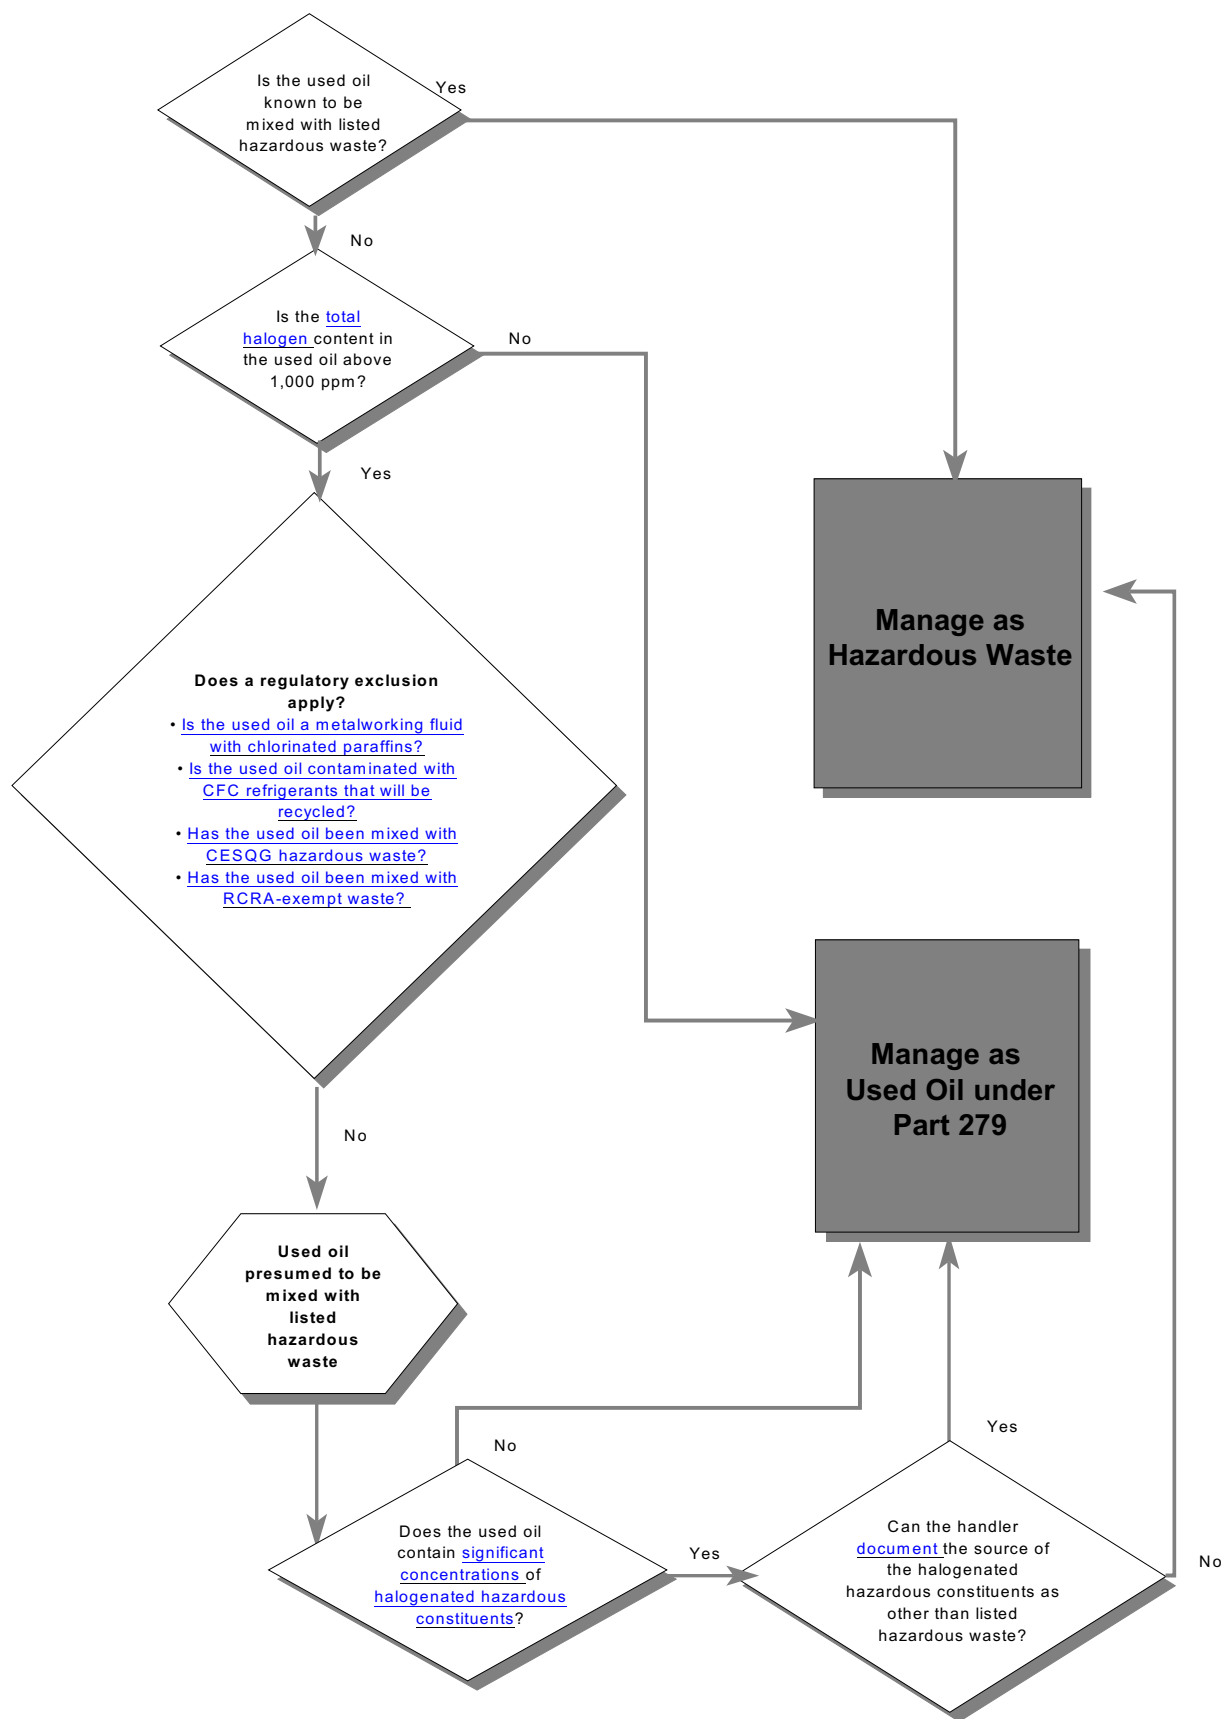 Is the used oil
known to be
mixed with listed
hazardous waste?
Yes
No
Is the total
halogen content in
the used oil above
1,000 ppm?
No
Yes
Manage as
Hazardous Waste
Does a regulatory exclusion
apply?
• Is the used oil a metalworking fluid
with chlorinated paraffins?
• Is the used oil contaminated with
CFC refrigerants that will be
recycled?
• Has the used oil been mixed with
CESQG hazardous waste?
• Has the used oil been mixed with
RCRA-exempt waste?
Manage as
Used Oil under
Part 279
No
Used oil
presumed to be
mixed with
listed
hazardous
waste
No
Yes
Does the used oil
contain significant
concentrations of
halogenated hazardous
constituents?
Yes
Can the handler
document the source of
the halogenated
hazardous constituents as
other than listed
hazardous waste?
No